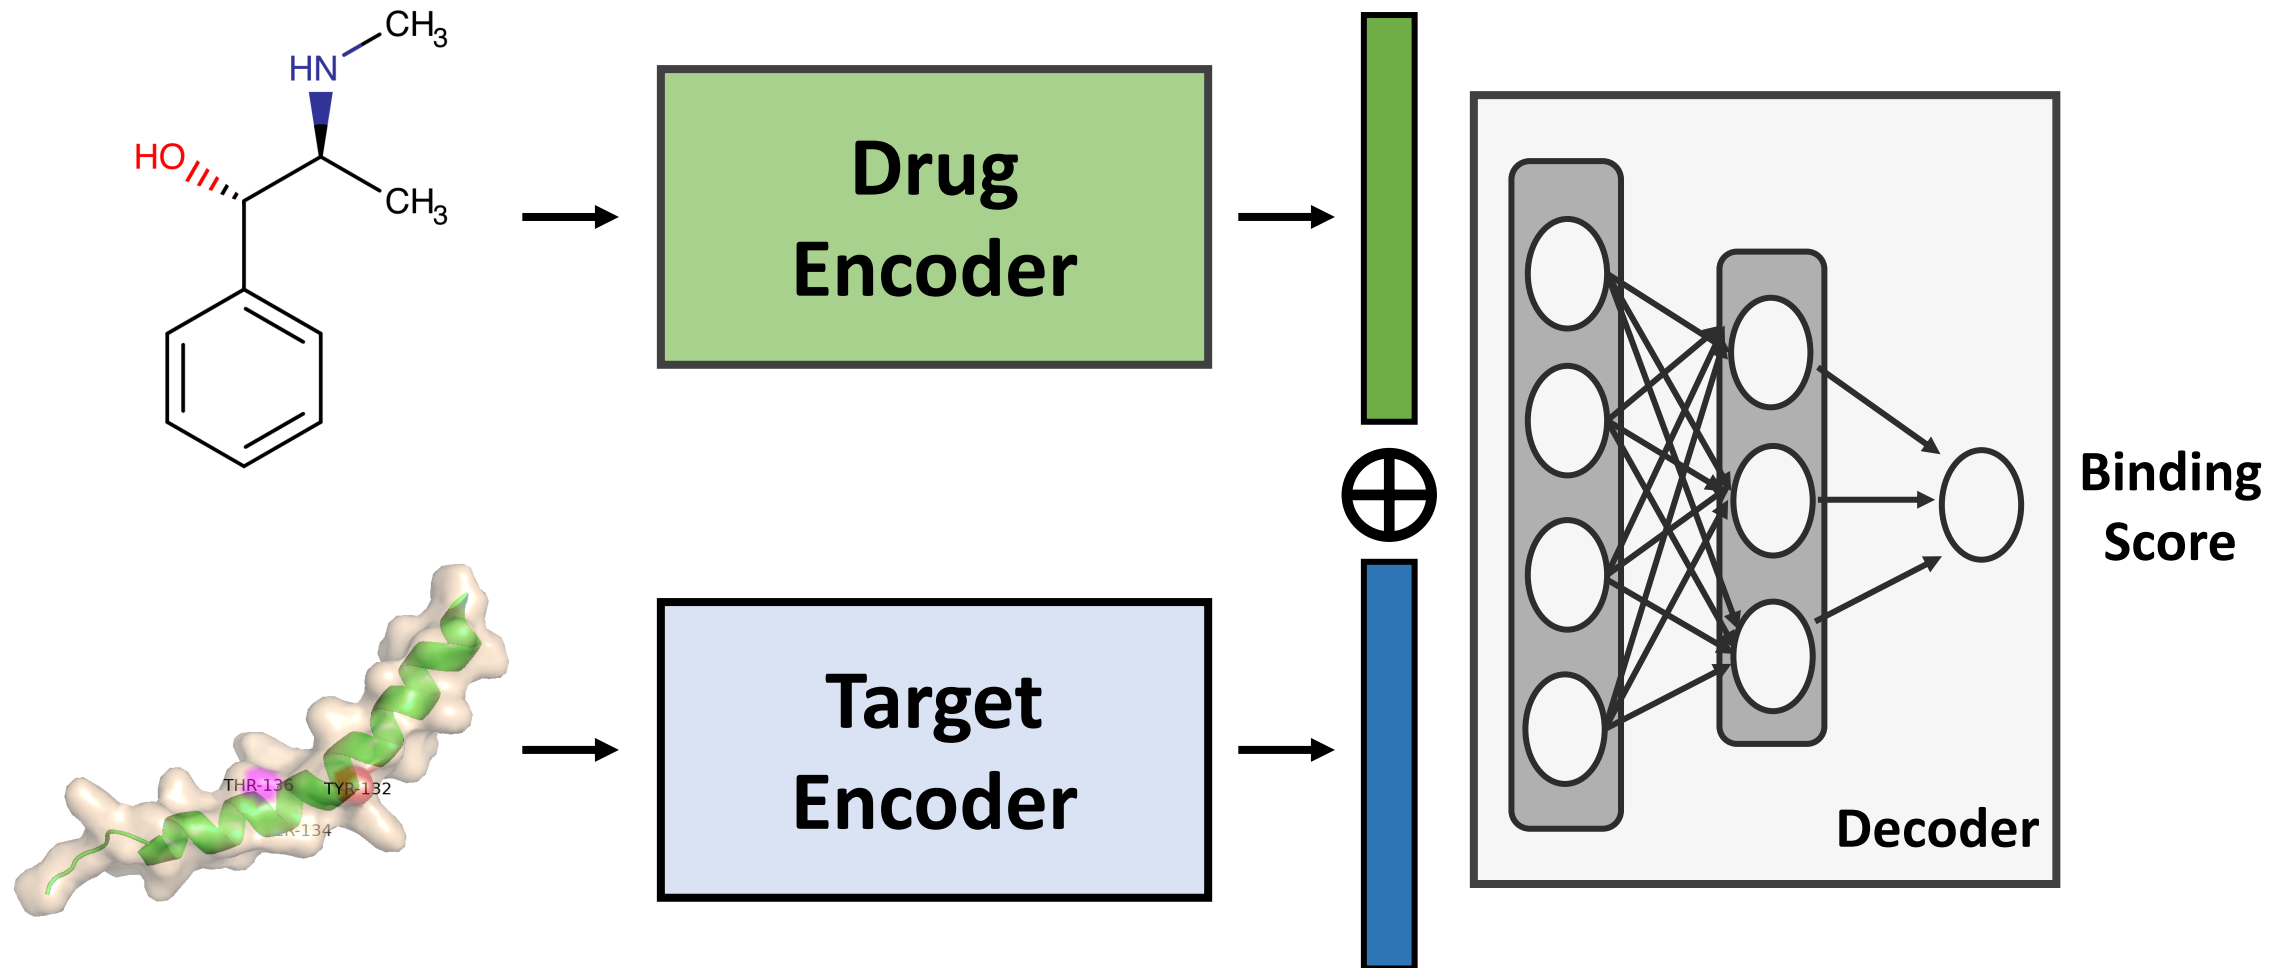 CH3
HN
HO
CH3
Drug
Encoder
Binding
Score
Target
Encoder
THR-136
TYR-132
Decoder